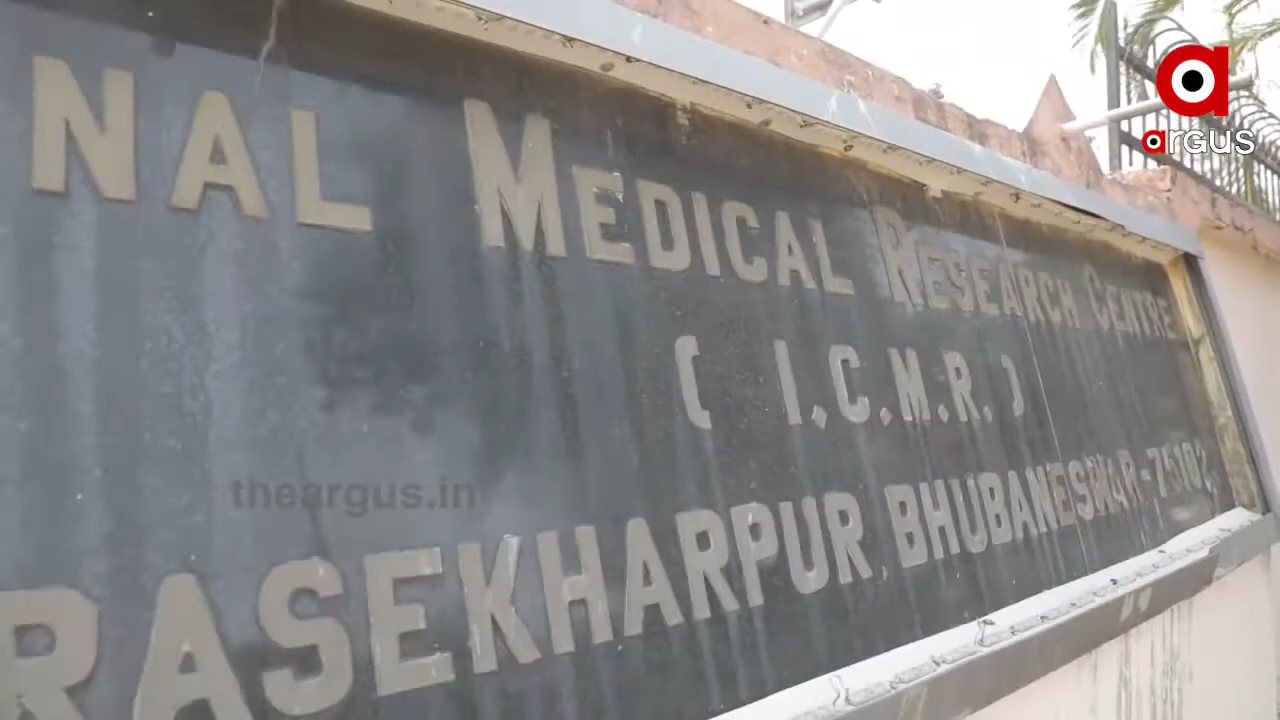 argus
NAL MEDICAL RESEARCH CENTRE
( I.C.M.R. )
theargus.in
RASEKHARPUR, BHUBANESWAR-75102